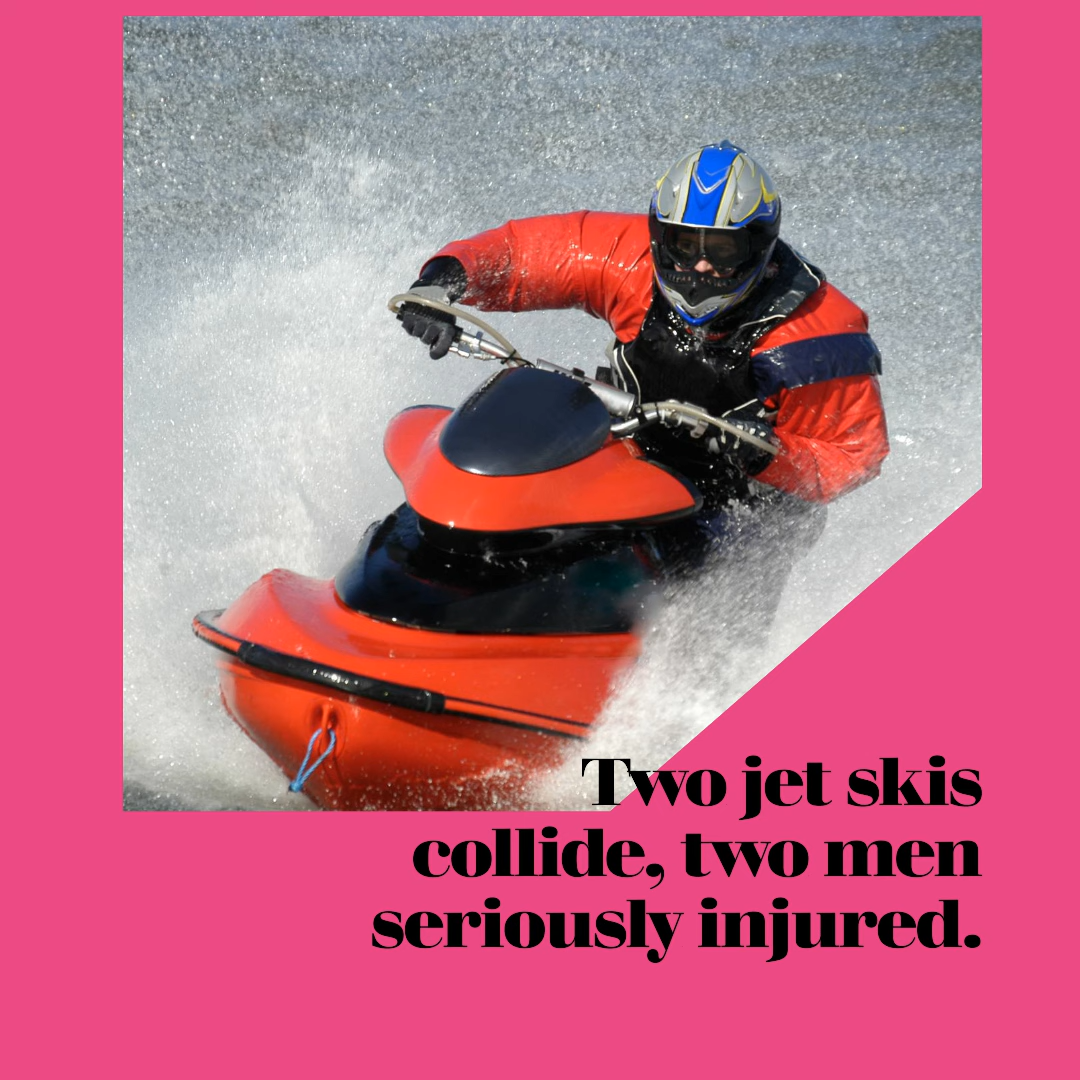 Two jet skis
collide, two men
seriously injured.